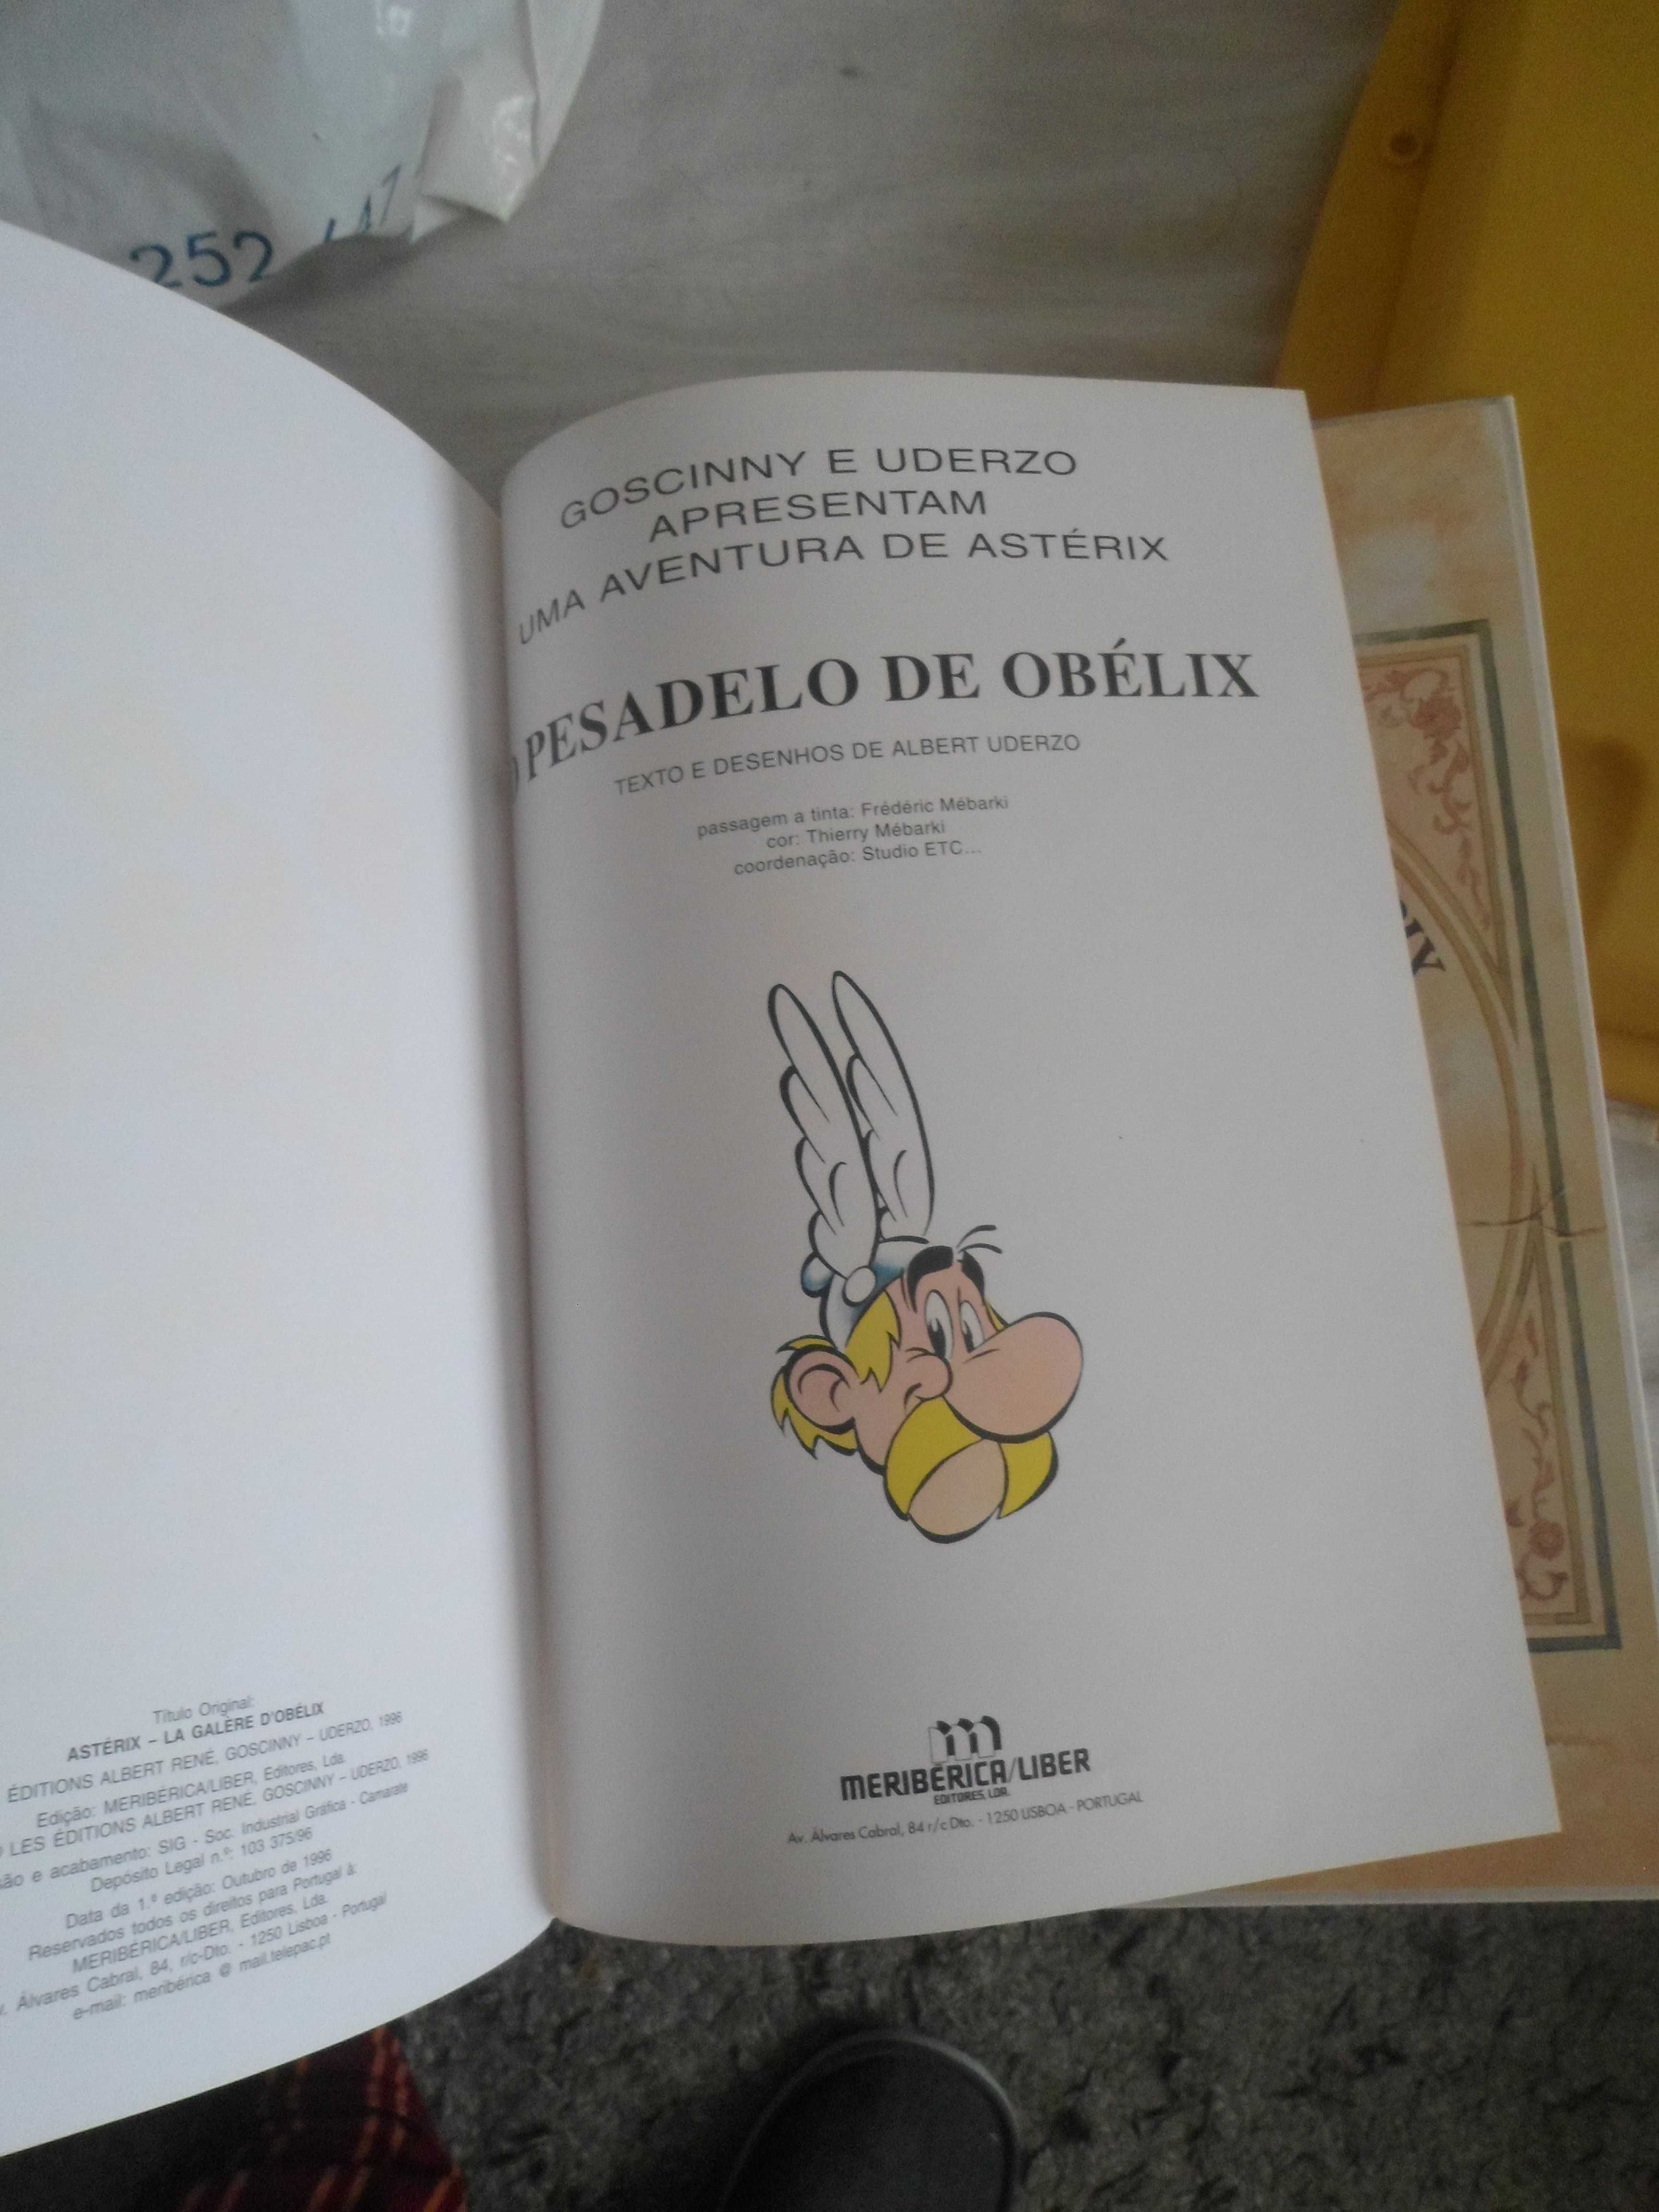 252
GOSCINNY E UDERZO
APRESENTAM
UMA AVENTURA DE ASTÉRIX
O PESADELO DE OBÉLIX
TEXTO E DESENHOS DE ALBERT UDERZO
passagem a tinta: Frédéric Mébarki
cor: Thierry Mébarki
coordenação: Studio ETC...
MERIBÉRICA/LIBER
EDITORES, LDA.
Av. Álvares Cabral, 84 r/c Dto. - 1250 LISBOA - PORTUGAL
Título Original:
ASTÉRIX – LA GALÈRE D'OBÉLIX
ÉDITIONS ALBERT RENÉ, GOSCINNY – UDERZO, 1996
Edição: MERIBÉRICA/LIBER, Editores, Lda.
LES ÉDITIONS ALBERT RENÉ, GOSCINNY – UDERZO, 1996
e acabamento: SIG - Soc. Industrial Gráfica - Camarate
Depósito Legal n.º: 103 375/96
Data da 1.ª edição: Outubro de 1996
Reservados todos os direitos para Portugal à:
MERIBÉRICA/LIBER, Editores, Lda.
Álvares Cabral, 84, r/c-Dto. - 1250 Lisboa - Portugal
e-mail: meribérica @ mail.telepac.pt